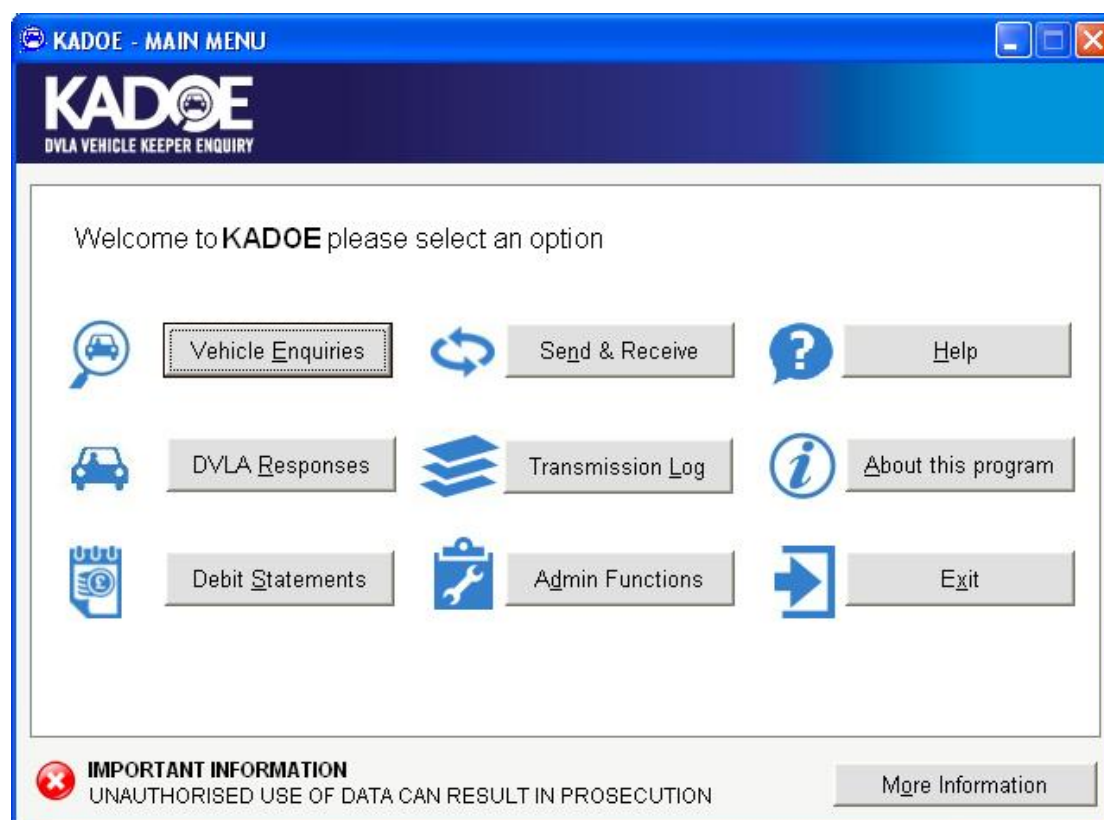 KADOE - MAIN MENU
KADOE
DVLA VEHICLE KEEPER ENQUIRY
Welcome to KADOE please select an option
Vehicle Enquiries
Send & Receive
Help
DVLA Responses
Transmission Log
About this program
Debit Statements
Admin Functions
Exit
IMPORTANT INFORMATION
UNAUTHORISED USE OF DATA CAN RESULT IN PROSECUTION
More Information